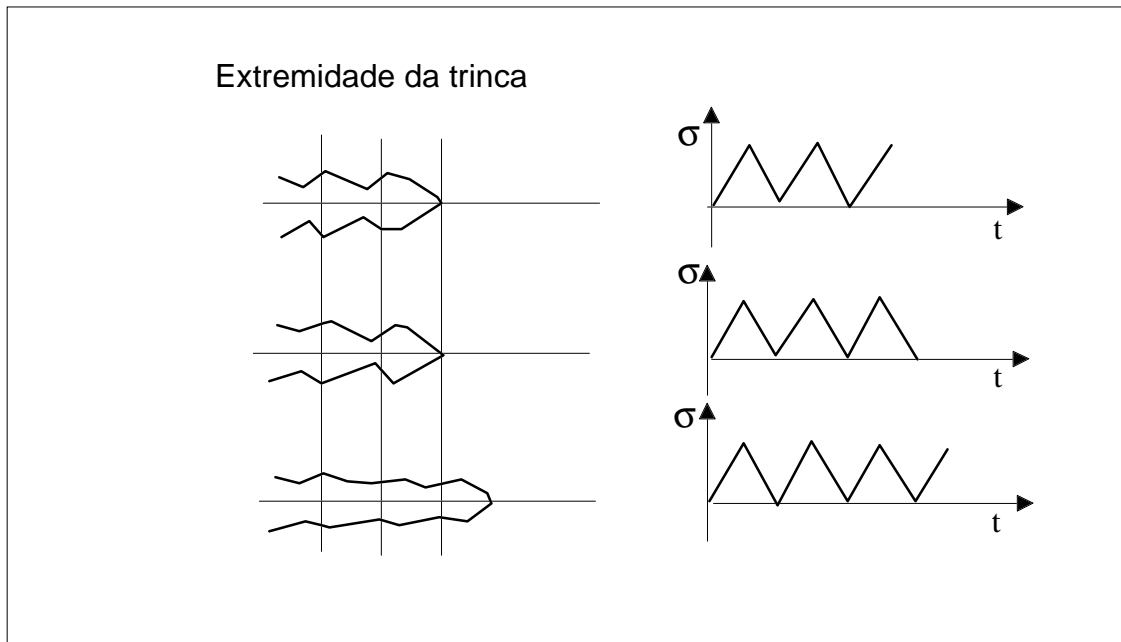 Extremidade da trinca
σ
t
σ
t
σ
t